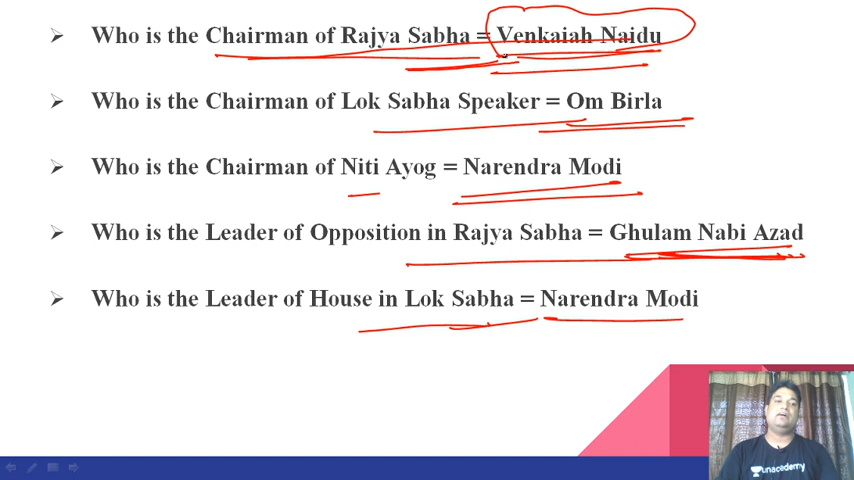 Who is the Chairman of Rajya Sabha = Venkaiah Naidu
Who is the Chairman of Lok Sabha Speaker = Om Birla
Who is the Chairman of Niti Ayog = Narendra Modi
Who is the Leader of Opposition in Rajya Sabha = Ghulam Nabi Azad
Who is the Leader of House in Lok Sabha = Narendra Modi
unacademy